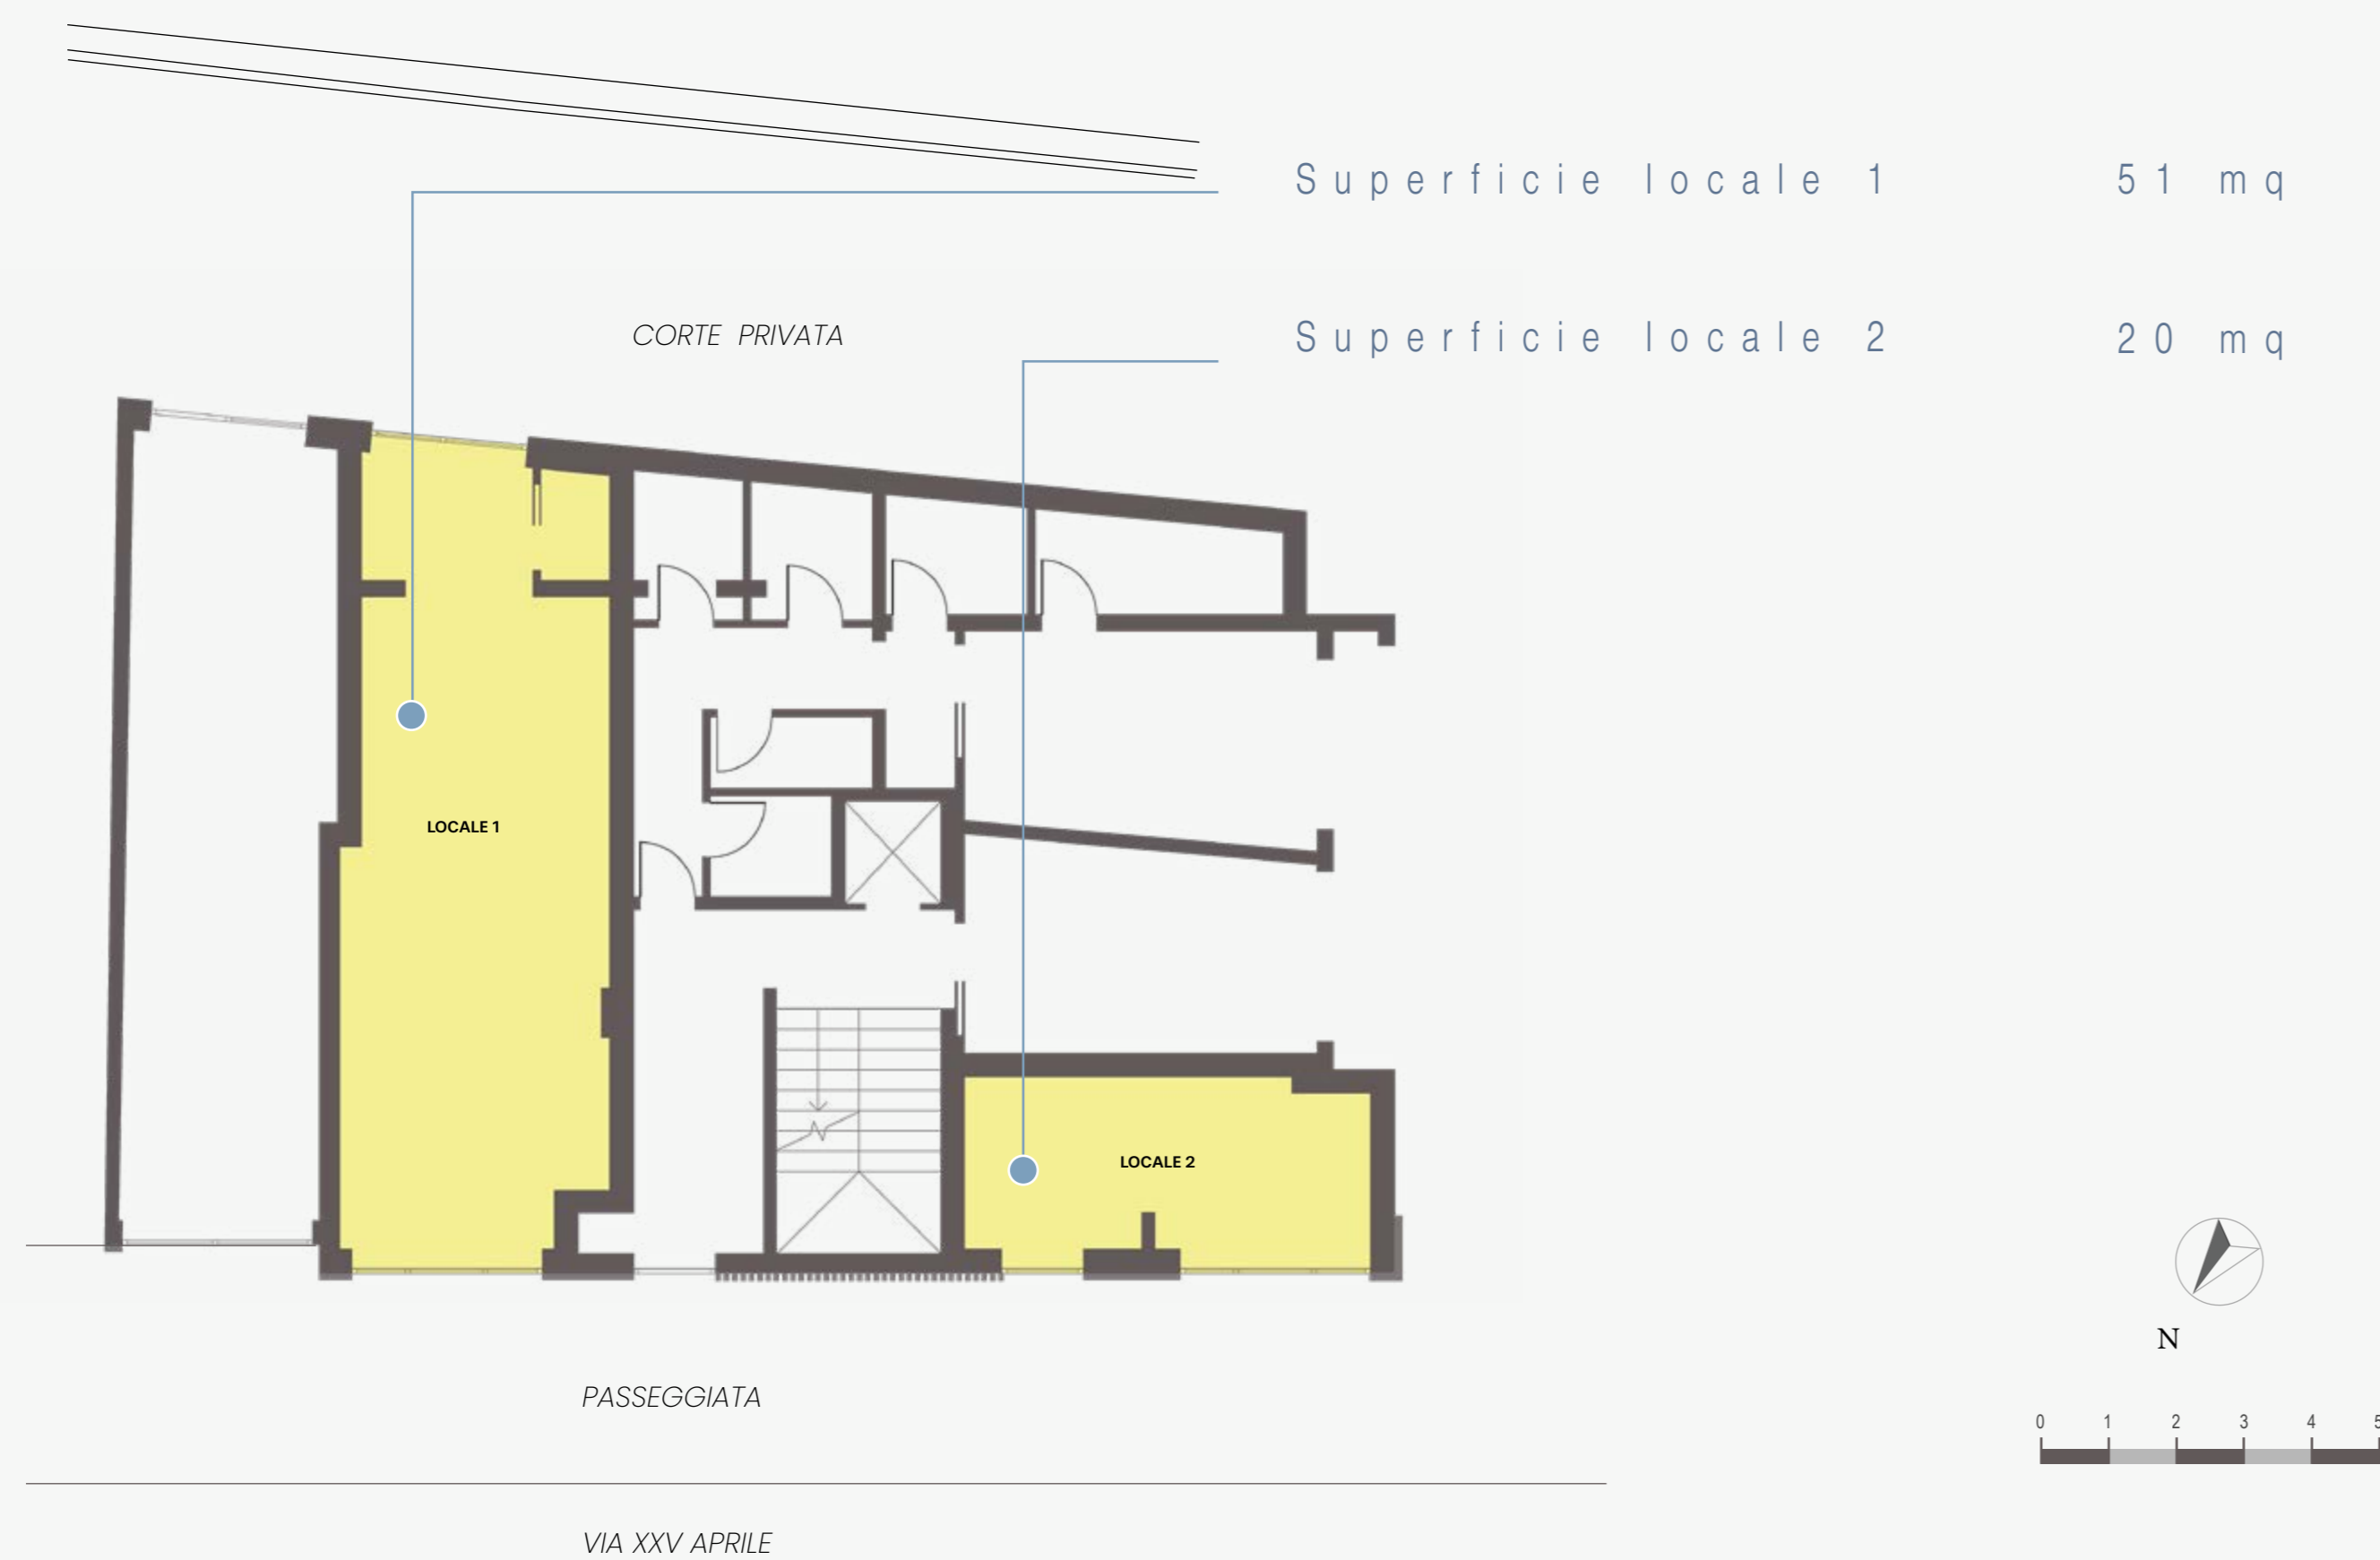 Superficie locale 1 51 mq
CORTE PRIVATA
Superficie locale 2 20 mq
LOCALE 1
LOCALE 2
N
PASSEGGIATA
0 1 2 3 4 5
VIA XXV APRILE